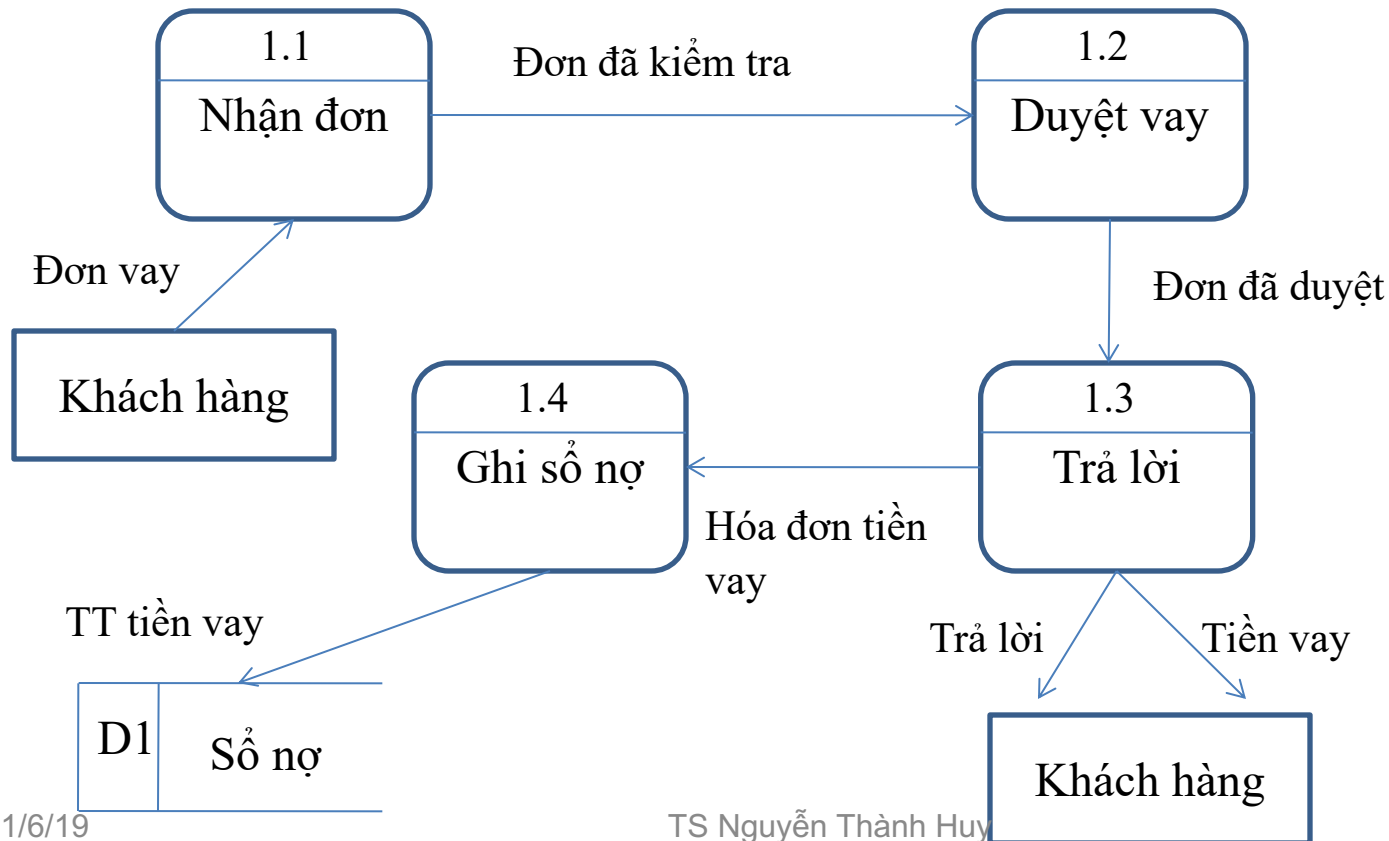 1.1
Nhận đơn
Đơn đã kiểm tra
1.2
Duyệt vay
Đơn vay
Đơn đã duyệt
Khách hàng
1.4
Ghi sổ nợ
1.3
Trả lời
Hóa đơn tiền
vay
TT tiền vay
Trả lời
Tiền vay
D1
Sổ nợ
Khách hàng
1/6/19
TS Nguyễn Thành Huy